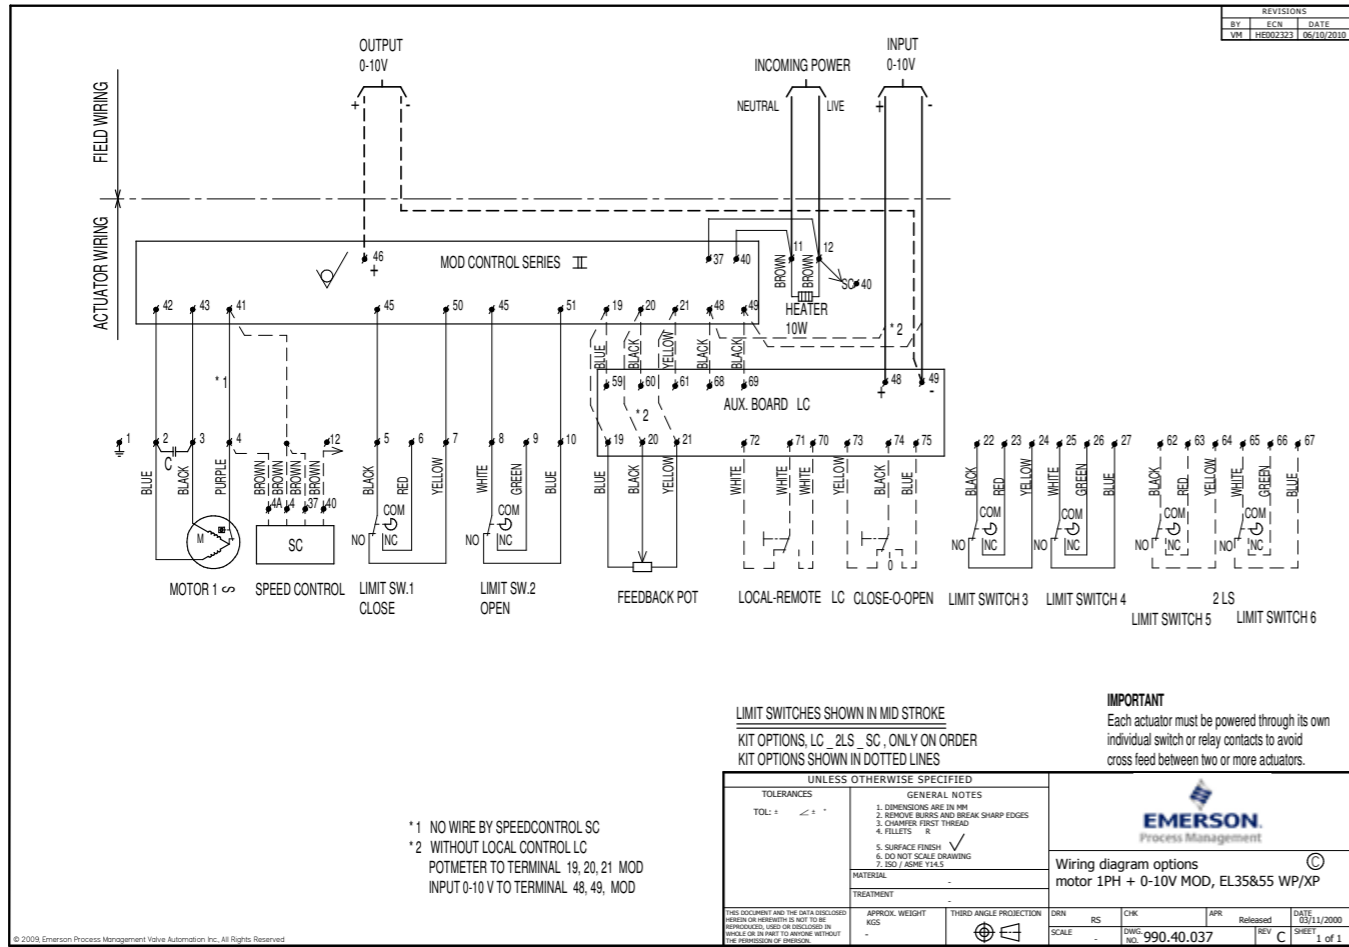 REVISIONS
BY ECN DATE
VM HE002323 06/10/2010
OUTPUT
0-10V
+ -
INCOMING POWER
NEUTRAL LIVE
INPUT
0-10V
+ -
FIELD WIRING
ACTUATOR WIRING
46
+
MOD CONTROL SERIES II
37 40
11 12
BROWN BROWN
SC 40
HEATER
10W
42 43 41 45 50 45 51 19 20 21 48 49
* 2
BLUE BLACK YELLOW BLACK BLACK
* 1
59 60 61 68 69
48 49
+ -
AUX. BOARD LC
* 2
1 2 3 4 12 5 6 7 8 9 10 19 20 21 72 71 70 73 74 75 22 23 24 25 26 27 62 63 64 65 66 67
C
BLUE BLACK PURPLE BROWN BROWN BROWN BROWN BLACK RED YELLOW WHITE GREEN BLUE BLUE BLACK YELLOW WHITE WHITE WHITE YELLOW BLACK BLUE BLACK RED YELLOW WHITE GREEN BLUE BLACK RED YELLOW WHITE GREEN BLUE
4A 4 37 40
M
SC
COM COM COM COM COM COM
NO NC NO NC NO NC NO NC NO NC NO NC
0
MOTOR 1 ∽
SPEED CONTROL
LIMIT SW.1
CLOSE
LIMIT SW.2
OPEN
FEEDBACK POT
LOCAL-REMOTE LC CLOSE-O-OPEN
LIMIT SWITCH 3
LIMIT SWITCH 4
2 LS
LIMIT SWITCH 5
LIMIT SWITCH 6
LIMIT SWITCHES SHOWN IN MID STROKE
KIT OPTIONS, LC _ 2LS _ SC , ONLY ON ORDER
KIT OPTIONS SHOWN IN DOTTED LINES
IMPORTANT
Each actuator must be powered through its own
individual switch or relay contacts to avoid
cross feed between two or more actuators.
* 1 NO WIRE BY SPEEDCONTROL SC
* 2 WITHOUT LOCAL CONTROL LC
POTMETER TO TERMINAL 19, 20, 21 MOD
INPUT 0-10 V TO TERMINAL 48, 49, MOD
UNLESS OTHERWISE SPECIFIED
TOLERANCES
TOL: ± ∠ ± °
GENERAL NOTES
1. DIMENSIONS ARE IN MM
2. REMOVE BURRS AND BREAK SHARP EDGES
3. CHAMFER FIRST THREAD
4. FILLETS R
5. SURFACE FINISH
6. DO NOT SCALE DRAWING
7. ISO / ASME Y14.5
MATERIAL
-
TREATMENT
-
THIS DOCUMENT AND THE DATA DISCLOSED
HEREIN OR HEREWITH IS NOT TO BE
REPRODUCED, USED OR DISCLOSED IN
WHOLE OR IN PART TO ANYONE WITHOUT
THE PERMISSION OF EMERSON.
APPROX. WEIGHT
KGS
-
THIRD ANGLE PROJECTION
EMERSON.
Process Management
Wiring diagram options ©
motor 1PH + 0-10V MOD, EL35&55 WP/XP
DRN RS
CHK
APR Released
DATE 03/11/2000
SCALE -
DWG. NO. 990.40.037
REV C
SHEET 1 of 1
© 2009, Emerson Process Management Valve Automation Inc., All Rights Reserved